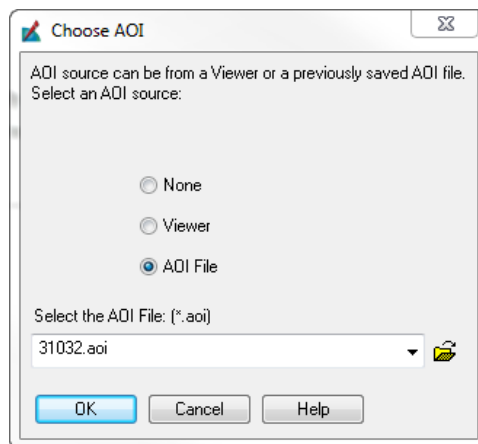 Choose AOI
AOI source can be from a Viewer or a previously saved AOI file.
Select an AOI source:
None
Viewer
AOI File
Select the AOI File: (*.aoi)
31032.aoi
OK Cancel Help